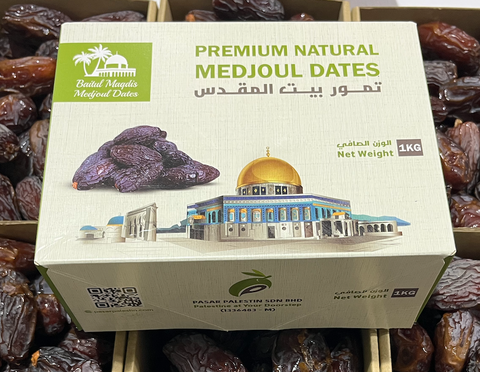 Baitul Maqdis
Medjoul Dates
PREMIUM NATURAL
MEDJOUL DATES
تمور بيت المقدس
الوزن الصافي
Net Weight 1KG
PASAR PALESTIN SDN BHD
Palestine at Your Doorstep
(1336483 - M)
الوزن الصافي
Net Weight 1KG